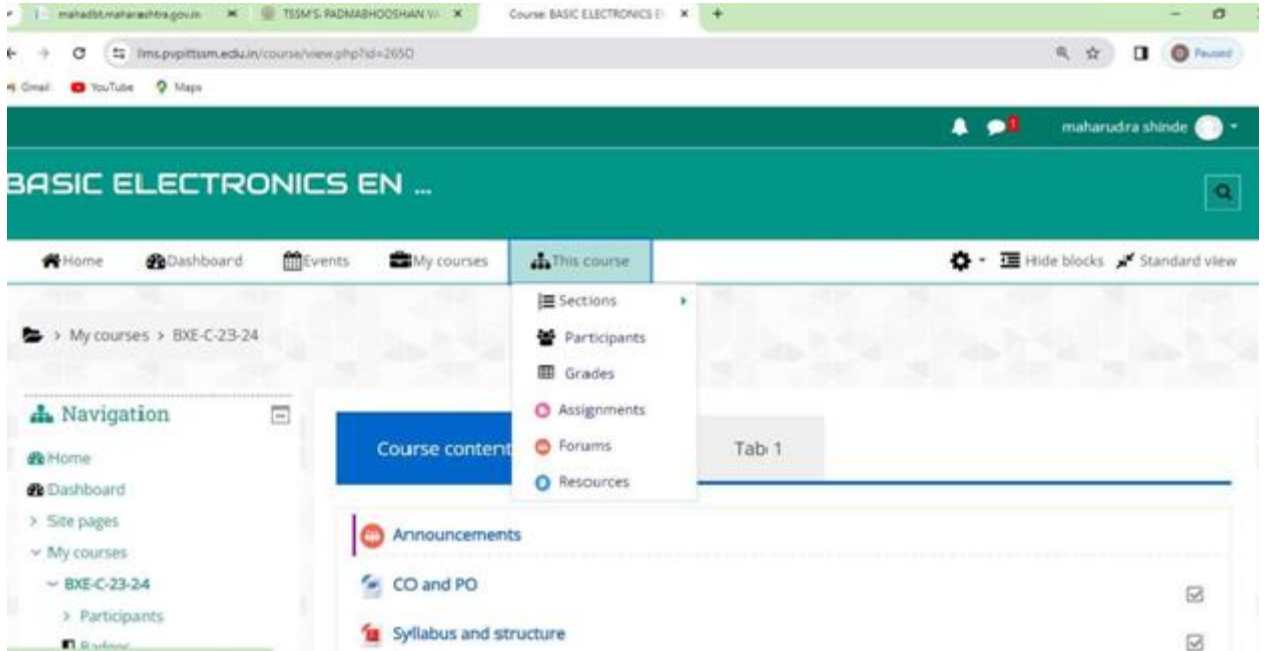 mahadbt.maharashtra.gov.in
TSSM'S PADMABHOOSHAN VA
Course: BASIC ELECTRONICS E
lms.pvpittssm.edu.in/course/view.php?id=2650
Paused
Gmail YouTube Maps
1 maharudra shinde
BASIC ELECTRONICS EN ...
Home Dashboard Events My courses This course Hide blocks Standard view
Sections
> My courses > BXE-C-23-24
Participants
Grades
Navigation
Assignments
Course content
Forums
Tab 1
Home
Resources
Dashboard
> Site pages
Announcements
My courses
BXE-C-23-24
CO and PO
> Participants
Syllabus and structure
Badges